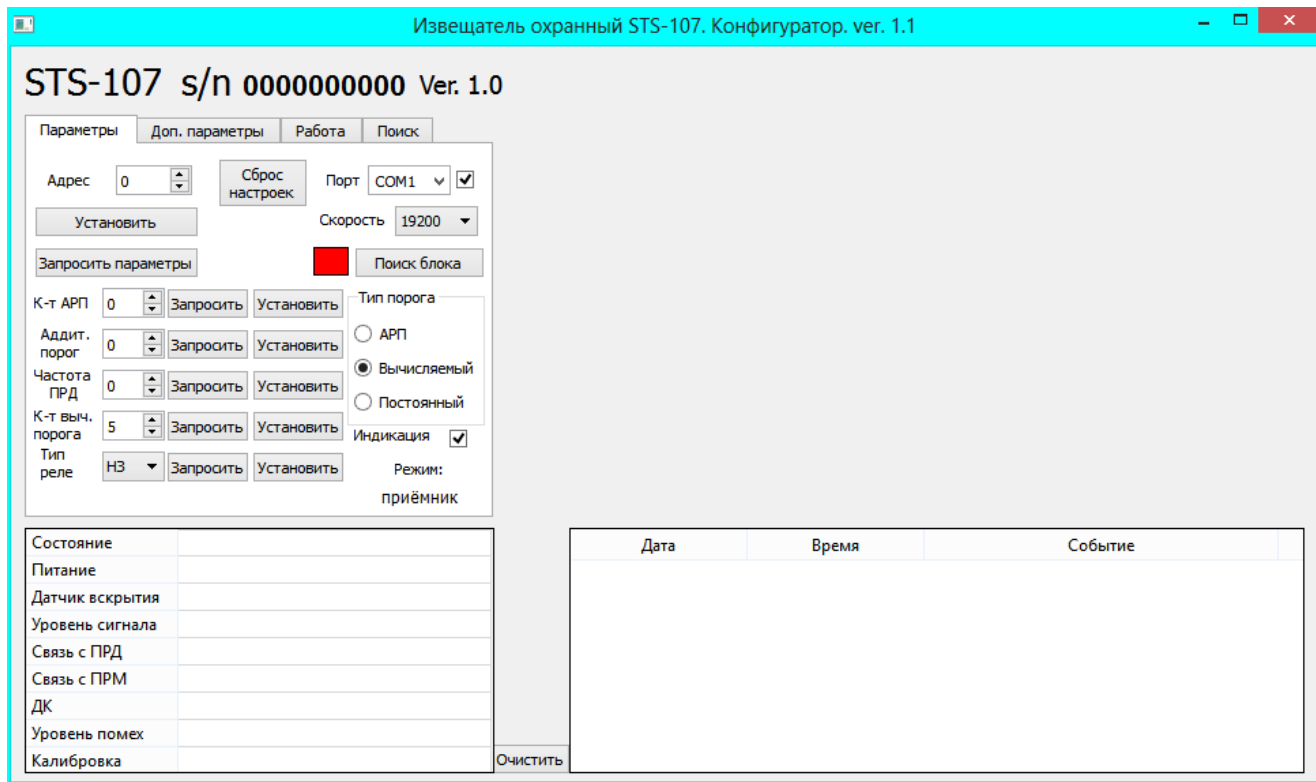 Извещатель охранный STS-107. Конфигуратор. ver. 1.1
STS-107 s/n 0000000000 Ver. 1.0
Параметры Доп. параметры Работа Поиск
Адрес 0 Сброс настроек Порт COM1
Установить Скорость 19200
Запросить параметры Поиск блока
К-т АРП 0 Запросить Установить Тип порога
Аддит. порог 0 Запросить Установить АРП
Частота ПРД 0 Запросить Установить Вычисляемый
Постоянный
К-т выч. порога 5 Запросить Установить Индикация
Тип реле НЗ Запросить Установить Режим:
приёмник
Состояние
Питание
Датчик вскрытия
Уровень сигнала
Связь с ПРД
Связь с ПРМ
ДК
Уровень помех
Калибровка
Очистить
Дата Время Событие